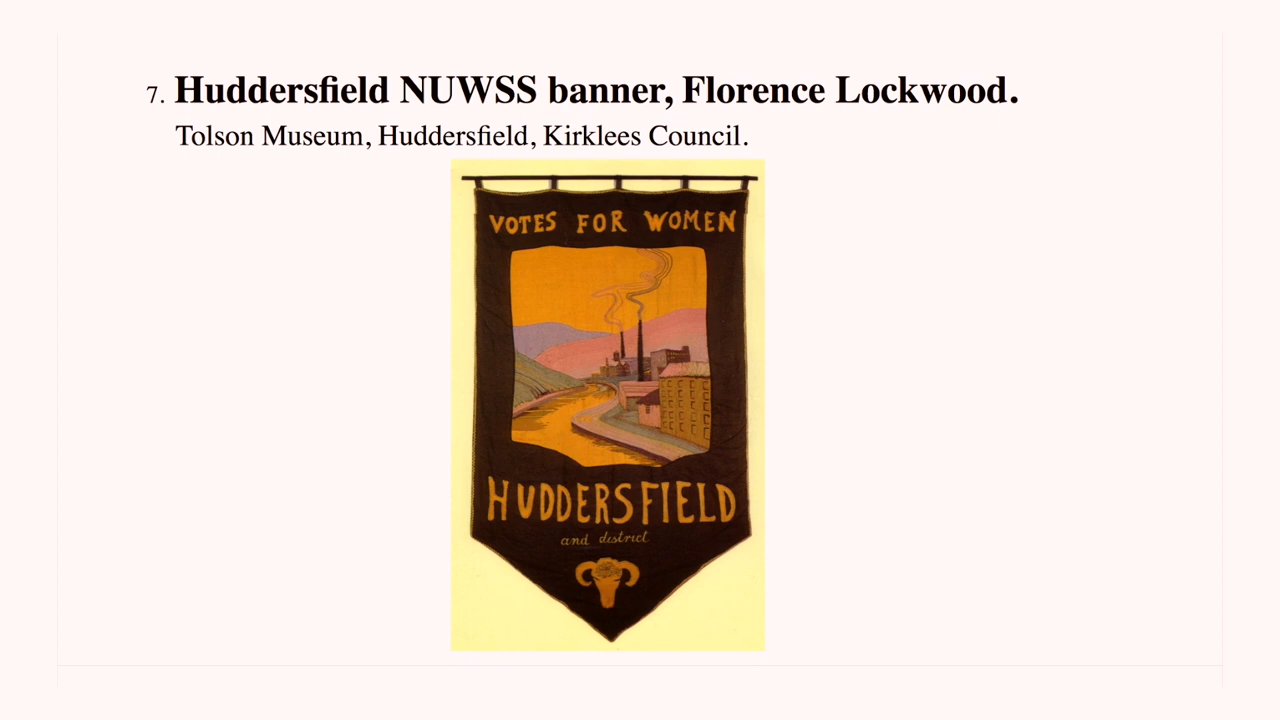 7. Huddersfield NUWSS banner, Florence Lockwood.
Tolson Museum, Huddersfield, Kirklees Council.
VOTES FOR WOMEN
HUDDERSFIELD
and district